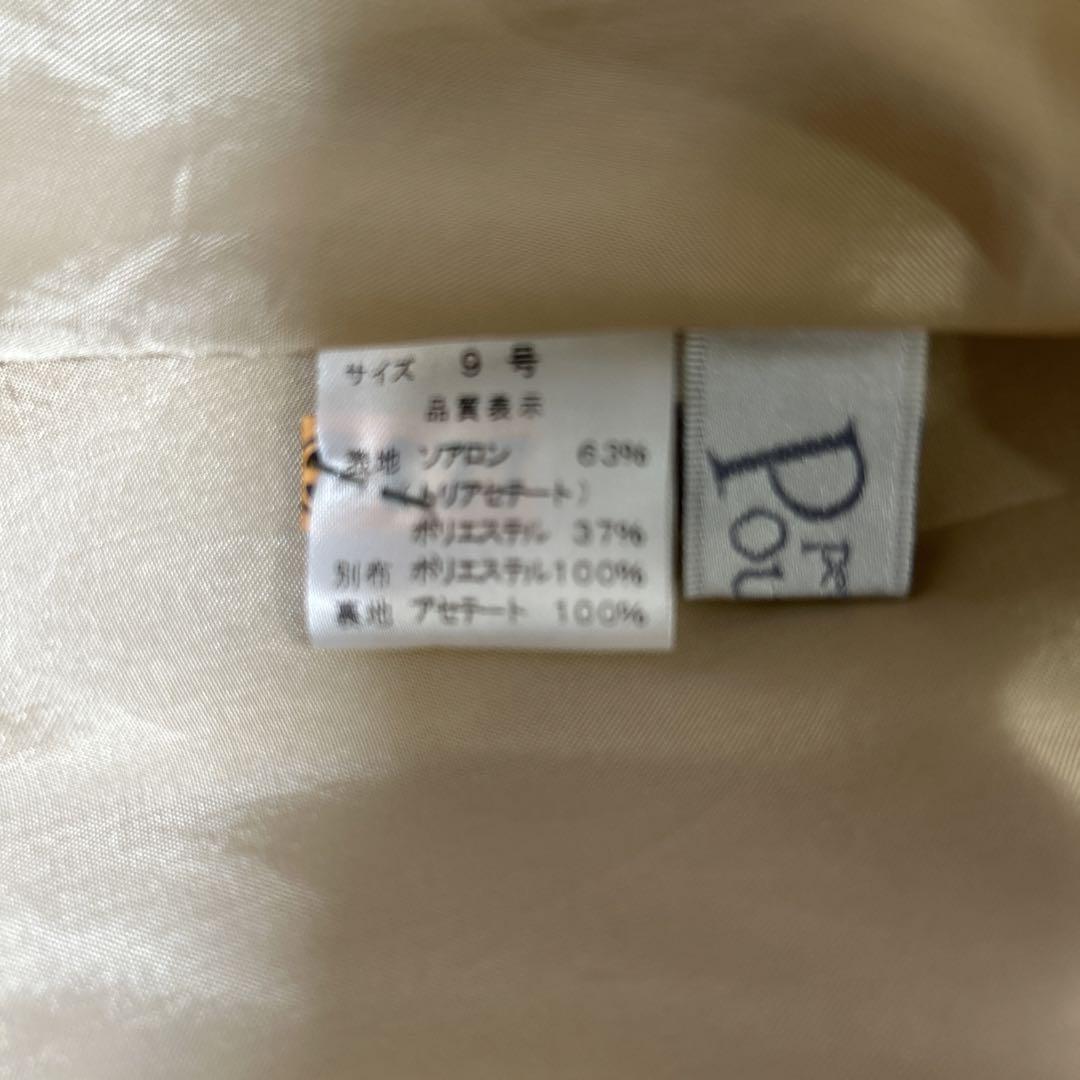 サイズ 9号
品質表示
表地 ソアロン 63%
(トリアセテート)
ポリエステル 37%
別布 ポリエステル100%
裏地 アセテート 100%